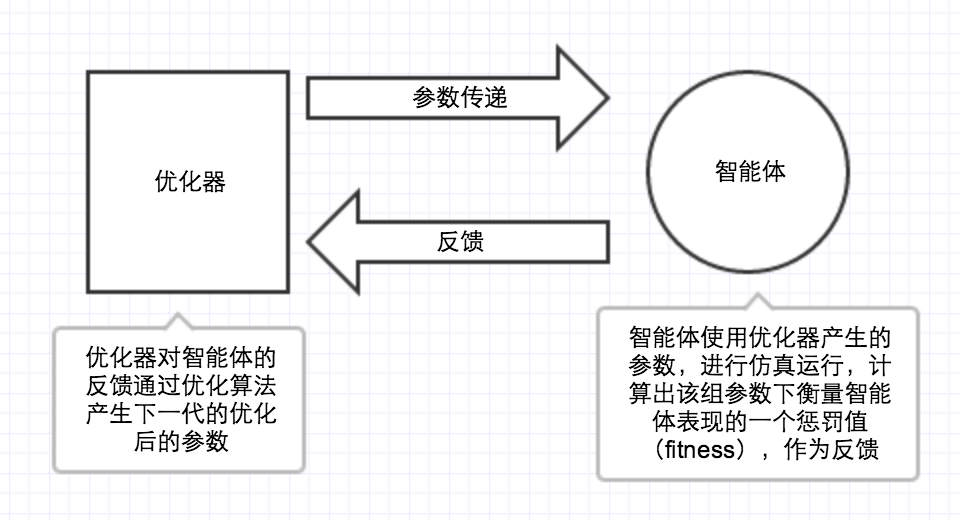 参数传递
优化器
智能体
反馈
优化器对智能体的
反馈通过优化算法
产生下一代的优化
后的参数
智能体使用优化器产生的
参数，进行仿真运行，计
算出该组参数下衡量智能
体表现的一个惩罚值
（fitness），作为反馈